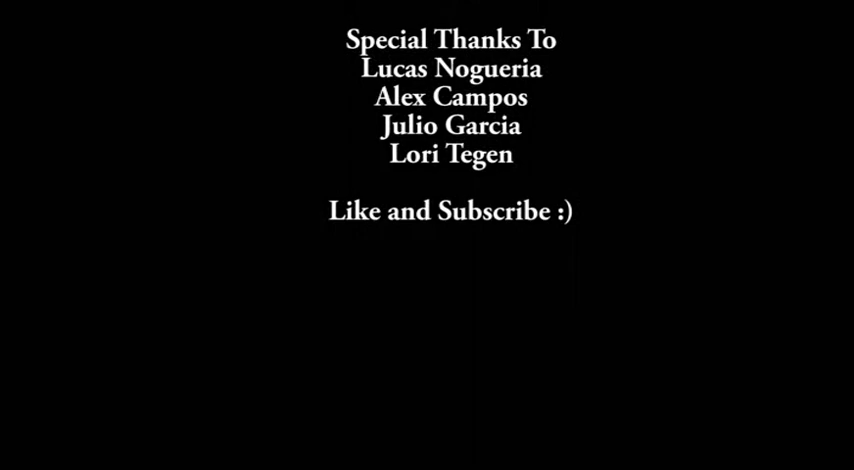 Special Thanks To
Lucas Nogueria
Alex Campos
Julio Garcia
Lori Tegen
Like and Subscribe :)